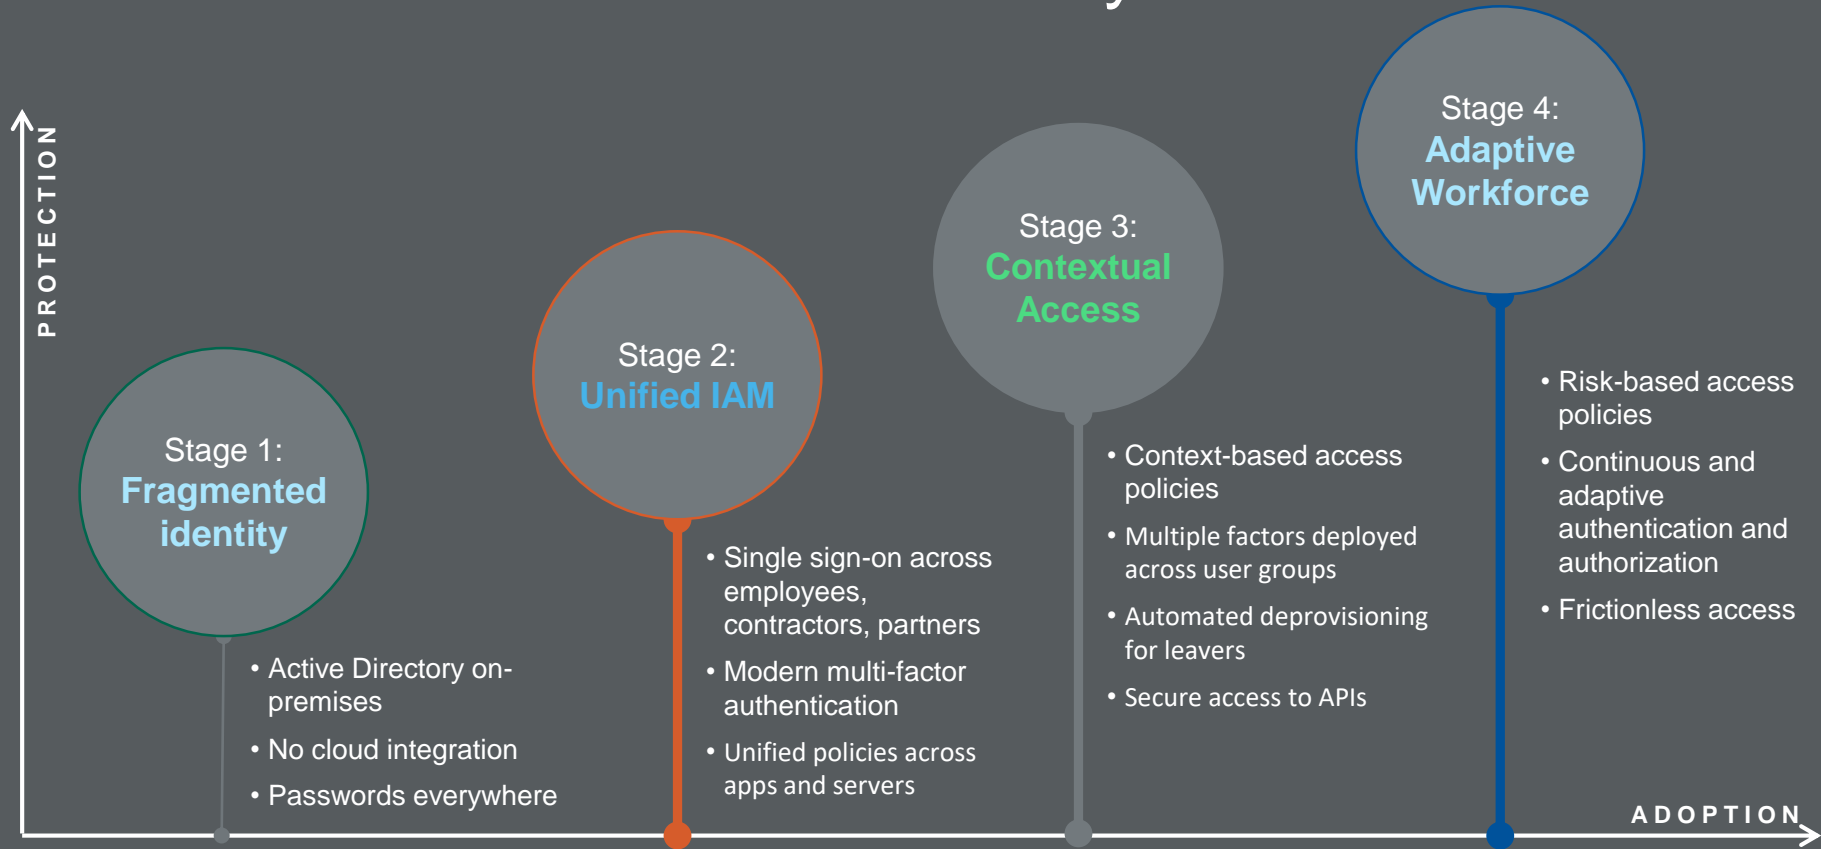 PROTECTION
Stage 1:
Fragmented
identity
• Active Directory on-
premises
• No cloud integration
• Passwords everywhere
Stage 2:
Unified IAM
• Single sign-on across
employees,
contractors, partners
• Modern multi-factor
authentication
• Unified policies across
apps and servers
Stage 3:
Contextual
Access
• Context-based access
policies
• Multiple factors deployed
across user groups
• Automated deprovisioning
for leavers
• Secure access to APIs
Stage 4:
Adaptive
Workforce
• Risk-based access
policies
• Continuous and
adaptive
authentication and
authorization
• Frictionless access
ADOPTION